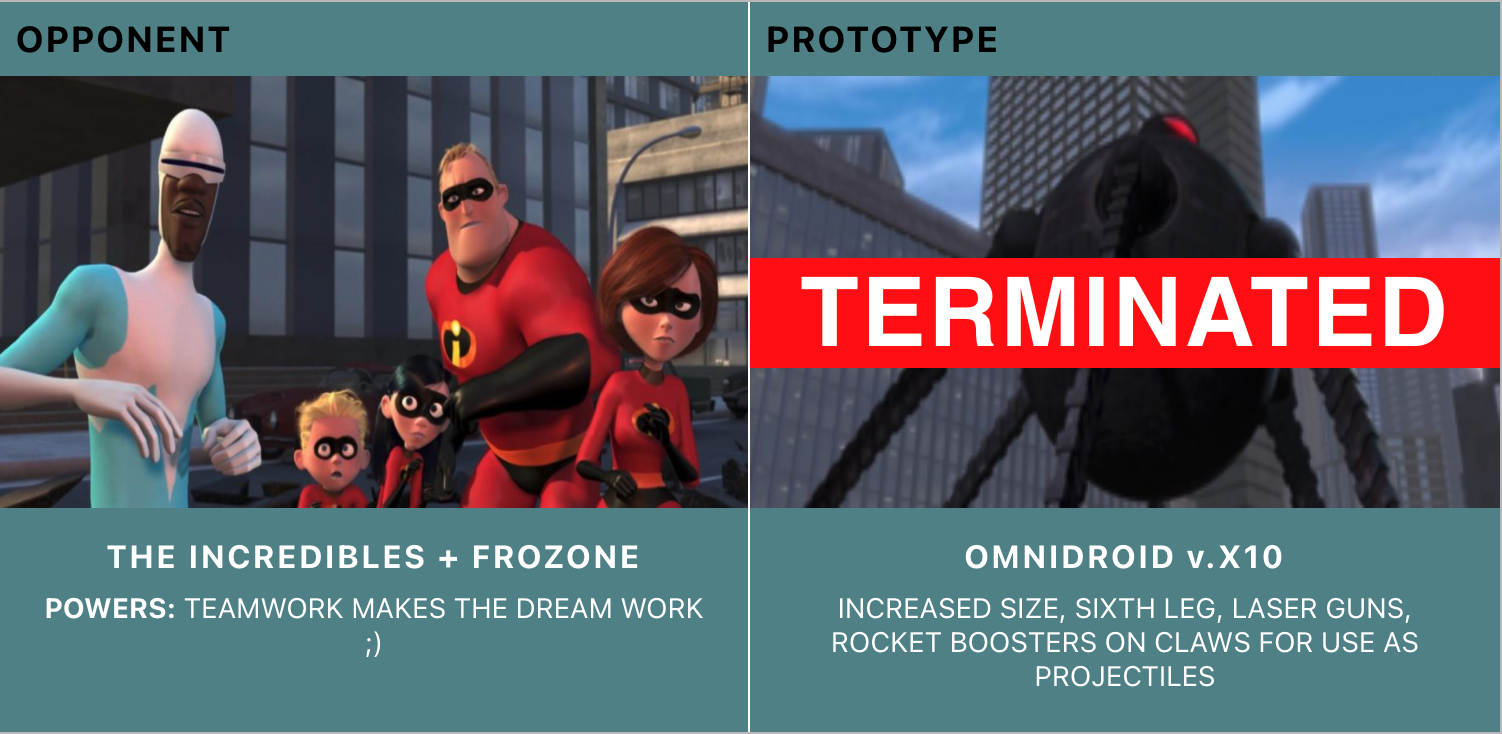 OPPONENT
PROTOTYPE
TERMINATED
THE INCREDIBLES + FROZONE
POWERS: TEAMWORK MAKES THE DREAM WORK
;)
OMNIDROID v.X10
INCREASED SIZE, SIXTH LEG, LASER GUNS,
ROCKET BOOSTERS ON CLAWS FOR USE AS
PROJECTILES